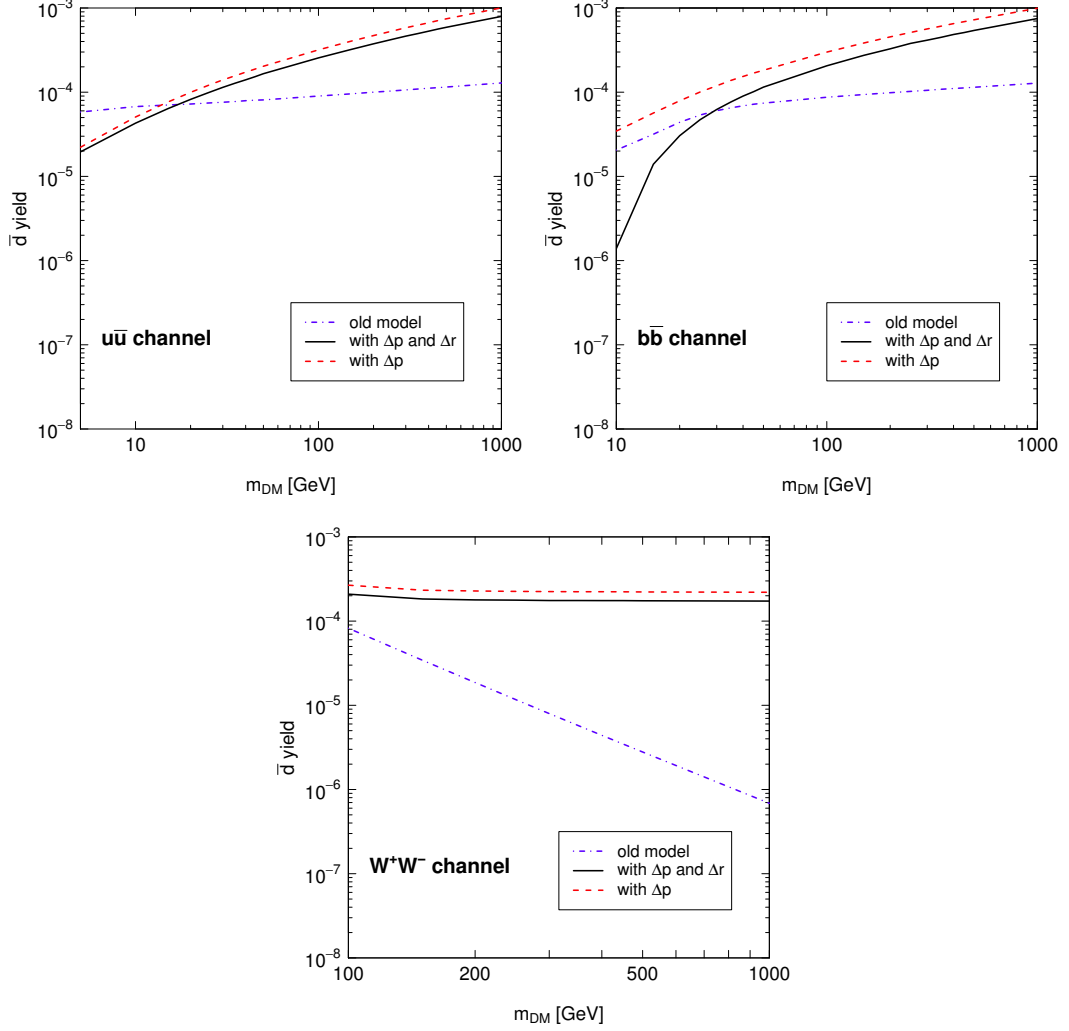 10⁻³
10⁻⁴
10⁻⁵
10⁻⁶
10⁻⁷
10⁻⁸
d̅ yield
uu̅ channel
old model
with Δp and Δr
with Δp
10 100 1000
m_DM [GeV]
10⁻³
10⁻⁴
10⁻⁵
10⁻⁶
10⁻⁷
10⁻⁸
d̅ yield
bb̅ channel
old model
with Δp and Δr
with Δp
10 100 1000
m_DM [GeV]
10⁻³
10⁻⁴
10⁻⁵
10⁻⁶
10⁻⁷
10⁻⁸
d̅ yield
W⁺W⁻ channel
old model
with Δp and Δr
with Δp
100 200 500 1000
m_DM [GeV]